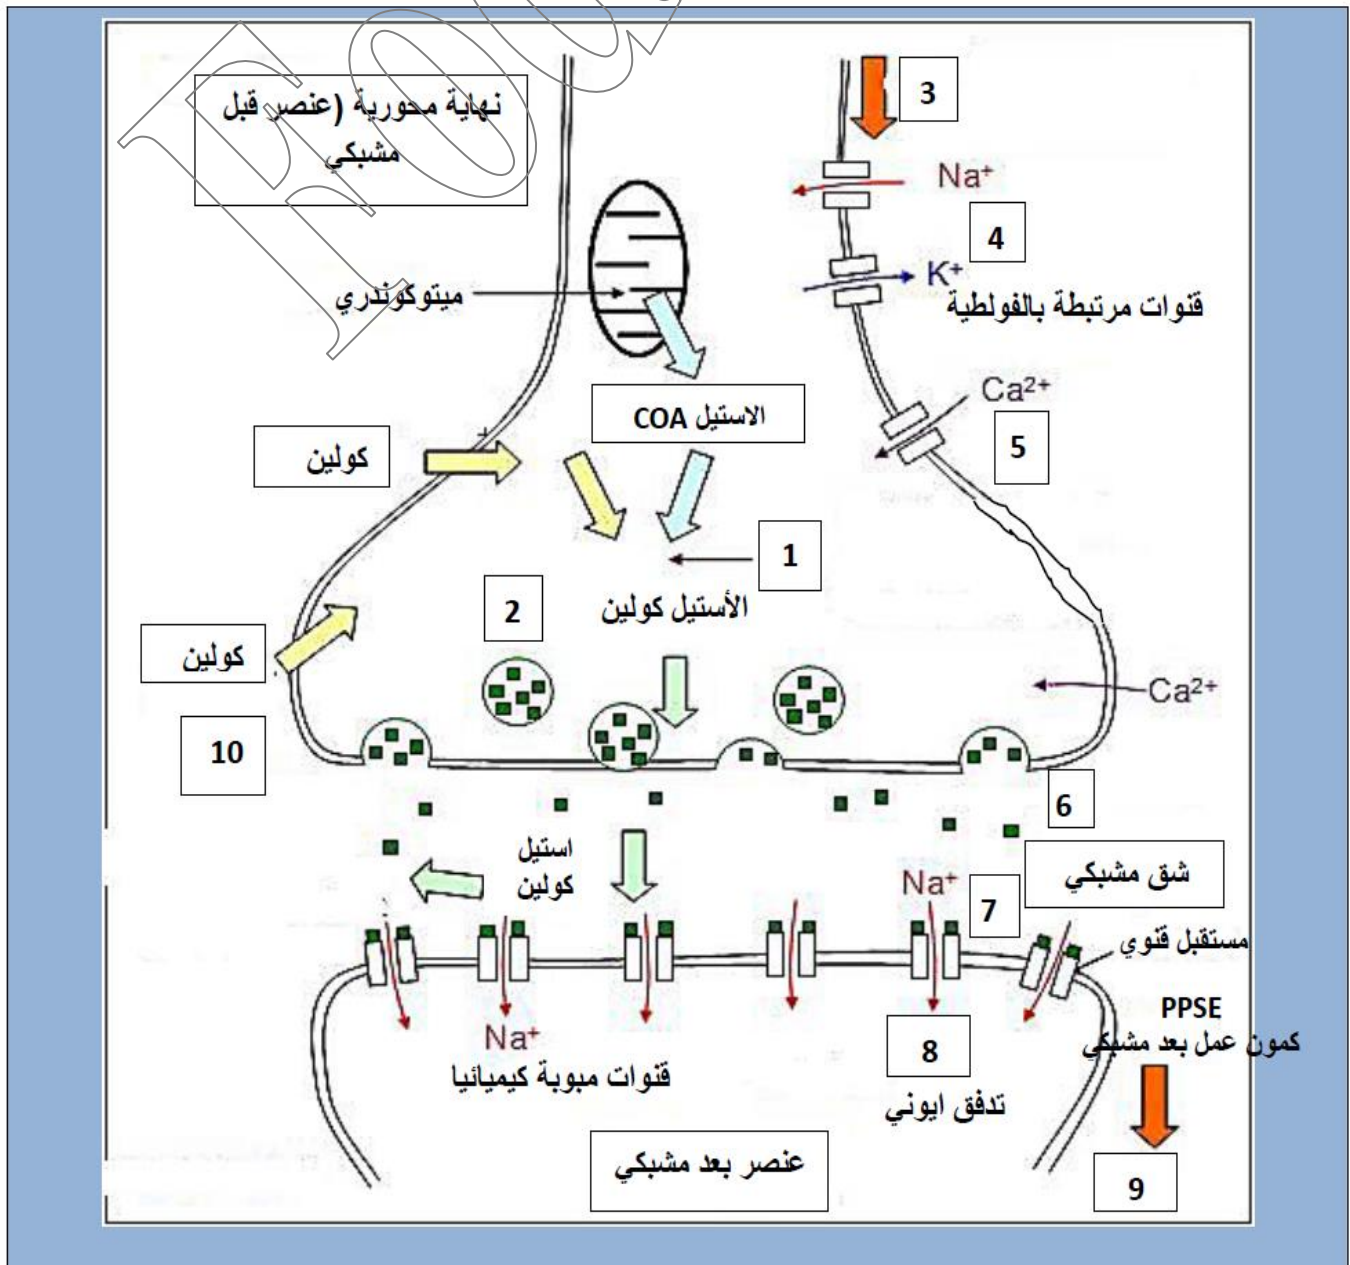 نهاية محورية (عنصر قبل
مشبكي
3
Na⁺
4
K⁺
قنوات مرتبطة بالفولطية
ميتوكوندري
Ca²⁺
5
الاستيل COA
كولين
1
2
الأستيل كولين
كولين
Ca²⁺
10
6
استيل
كولين
شق مشبكي
Na⁺
7
مستقبل قنوي
PPSE
كمون عمل بعد مشبكي
Na⁺
8
قنوات مبوبة كيميائيا
تدفق ايوني
عنصر بعد مشبكي
9